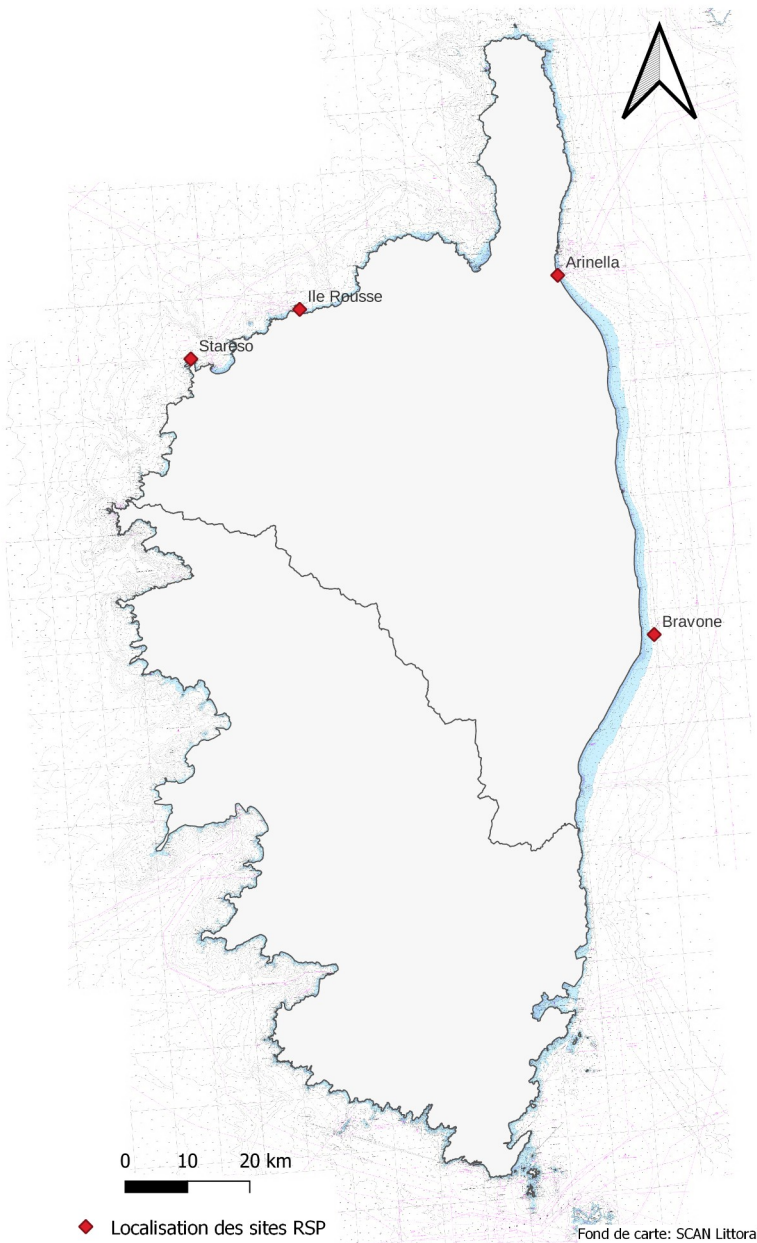 Arinella
Ile Rousse
Stareso
Bravone
0 10 20 km
Localisation des sites RSP
Fond de carte: SCAN Littora